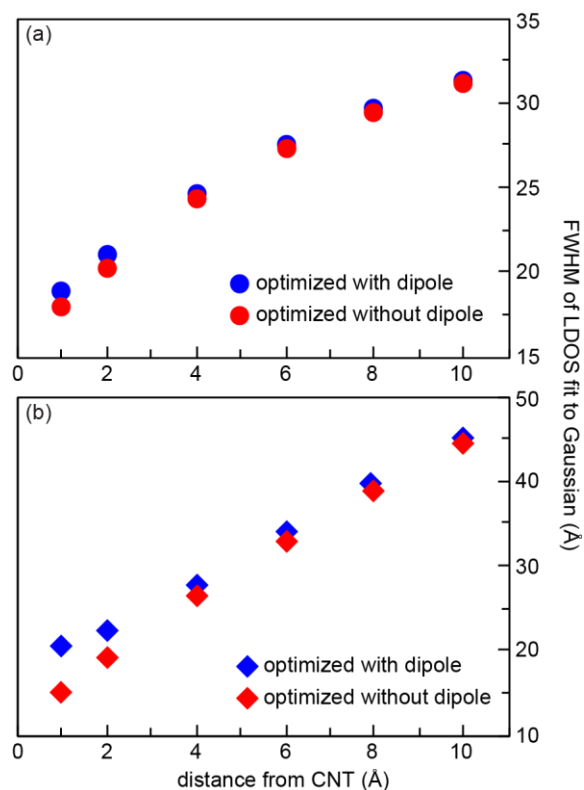 (a)
35
30
25
20
15
optimized with dipole
optimized without dipole
0 2 4 6 8 10
FWHM of LDOS fit to Gaussian (Å)
(b)
50
40
30
20
10
optimized with dipole
optimized without dipole
0 2 4 6 8 10
distance from CNT (Å)